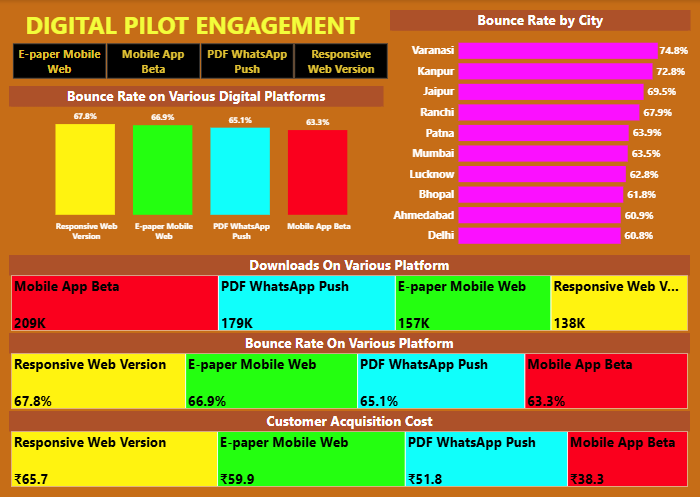 DIGITAL PILOT ENGAGEMENT
E-paper Mobile
Web
Mobile App
Beta
PDF WhatsApp
Push
Responsive
Web Version
Bounce Rate on Various Digital Platforms
67.8%
66.9%
65.1%
63.3%
Responsive Web
Version
E-paper Mobile
Web
PDF WhatsApp
Push
Mobile App Beta
Bounce Rate by City
Varanasi 74.8%
Kanpur 72.8%
Jaipur 69.5%
Ranchi 67.9%
Patna 63.9%
Mumbai 63.5%
Lucknow 62.8%
Bhopal 61.8%
Ahmedabad 60.9%
Delhi 60.8%
Downloads On Various Platform
Mobile App Beta
209K
PDF WhatsApp Push
179K
E-paper Mobile Web
157K
Responsive Web V...
138K
Bounce Rate On Various Platform
Responsive Web Version
67.8%
E-paper Mobile Web
66.9%
PDF WhatsApp Push
65.1%
Mobile App Beta
63.3%
Customer Acquisition Cost
Responsive Web Version
₹65.7
E-paper Mobile Web
₹59.9
PDF WhatsApp Push
₹51.8
Mobile App Beta
₹38.3